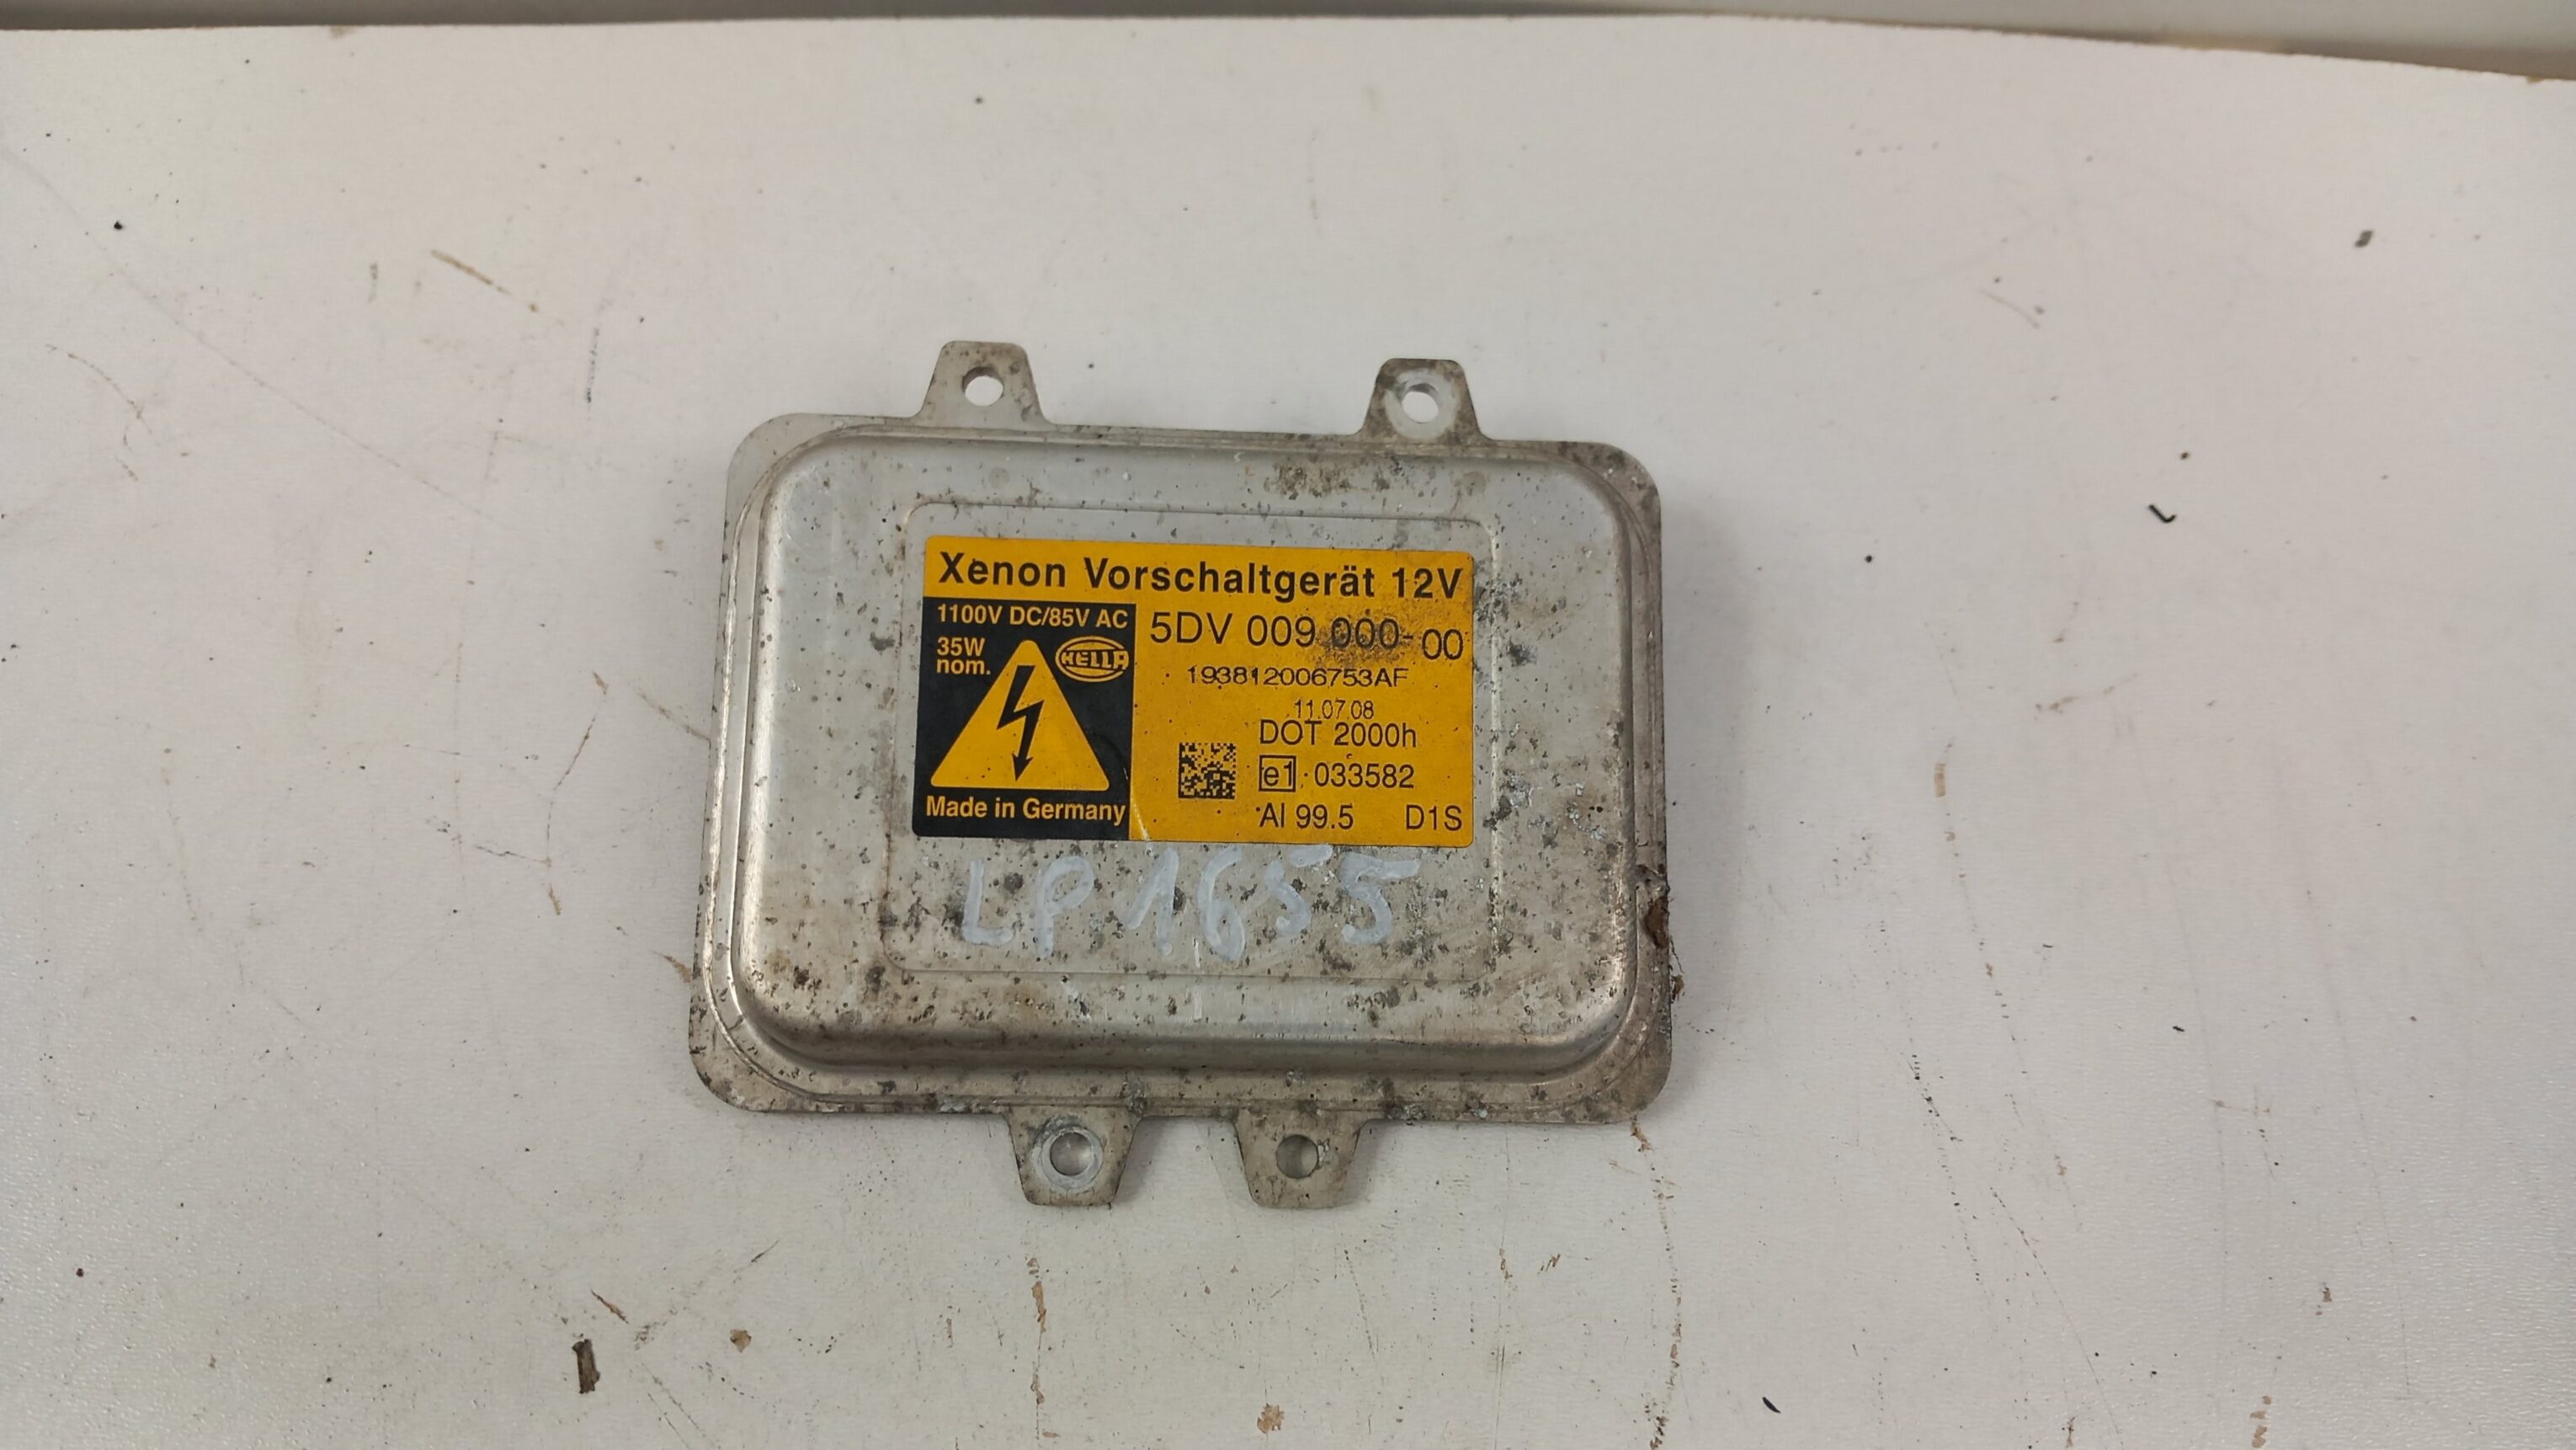 Xenon Vorschaltgerät 12V
1100V DC/85V AC
35W
nom.
HELLA
Made in Germany
5DV 009 000-00
193812006753AF
11.07.08
DOT 2000h
e1 033582
Al 99.5 D1S
LP1655